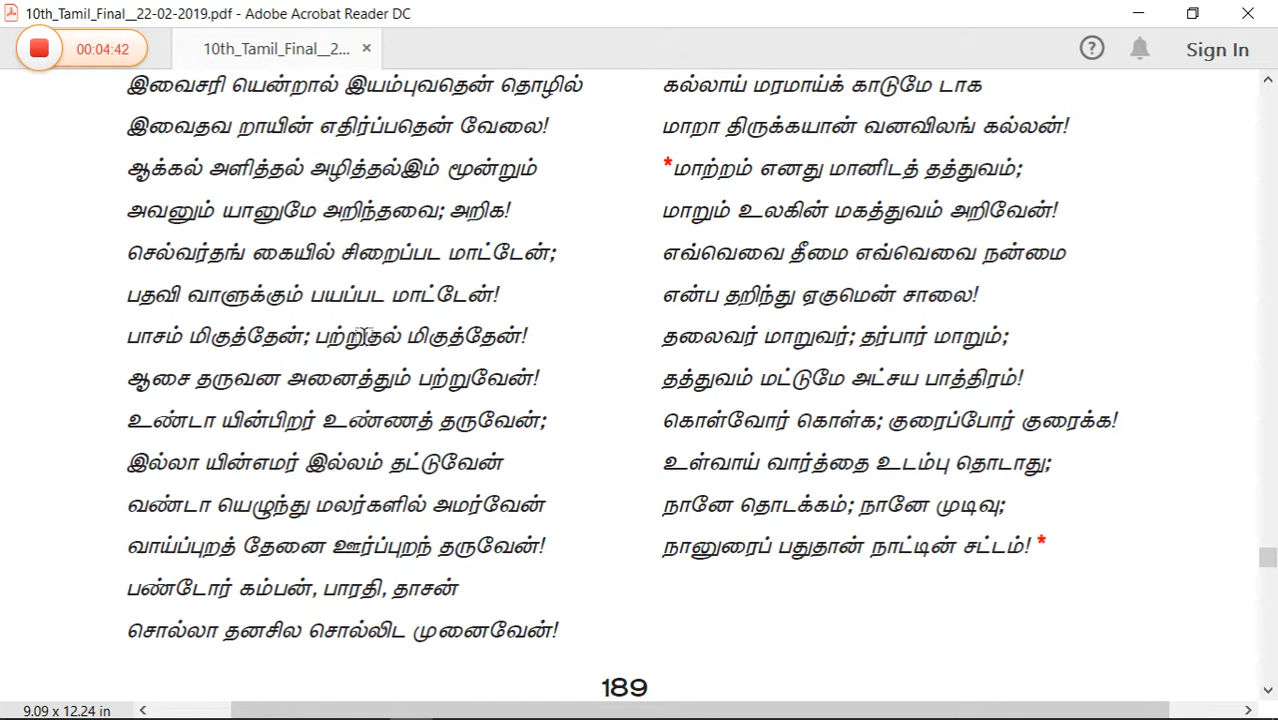 10th_Tamil_Final__22-02-2019.pdf - Adobe Acrobat Reader DC
00:04:42
10th_Tamil_Final__2... ×
Sign In
இவைசரி யென்றால் இயம்புவதென் தொழில்
இவைதவ றாயின் எதிர்ப்பதென் வேலை!
ஆக்கல் அளித்தல் அழித்தல்இம் மூன்றும்
அவனும் யானுமே அறிந்தவை; அறிக!
செல்வர்தங் கையில் சிறைப்பட மாட்டேன்;
பதவி வாளுக்கும் பயப்பட மாட்டேன்!
பாசம் மிகுத்தேன்; பற்றுதல் மிகுத்தேன்!
ஆசை தருவன அனைத்தும் பற்றுவேன்!
உண்டா யின்பிறர் உண்ணத் தருவேன்;
இல்லா யின்எமர் இல்லம் தட்டுவேன்
வண்டா யெழுந்து மலர்களில் அமர்வேன்
வாய்ப்புறத் தேனை ஊர்ப்புறந் தருவேன்!
பண்டோர் கம்பன், பாரதி, தாசன்
சொல்லா தனசில சொல்லிட முனைவேன்!
கல்லாய் மரமாய்க் காடுமே டாக
மாறா திருக்கயான் வனவிலங் கல்லன்!
*மாற்றம் எனது மானிடத் தத்துவம்;
மாறும் உலகின் மகத்துவம் அறிவேன்!
எவ்வெவை தீமை எவ்வெவை நன்மை
என்ப தறிந்து ஏகுமென் சாலை!
தலைவர் மாறுவர்; தர்பார் மாறும்;
தத்துவம் மட்டுமே அட்சய பாத்திரம்!
கொள்வோர் கொள்க; குரைப்போர் குரைக்க!
உள்வாய் வார்த்தை உடம்பு தொடாது;
நானே தொடக்கம்; நானே முடிவு;
நானுரைப் பதுதான் நாட்டின் சட்டம்! *
189
9.09 x 12.24 in